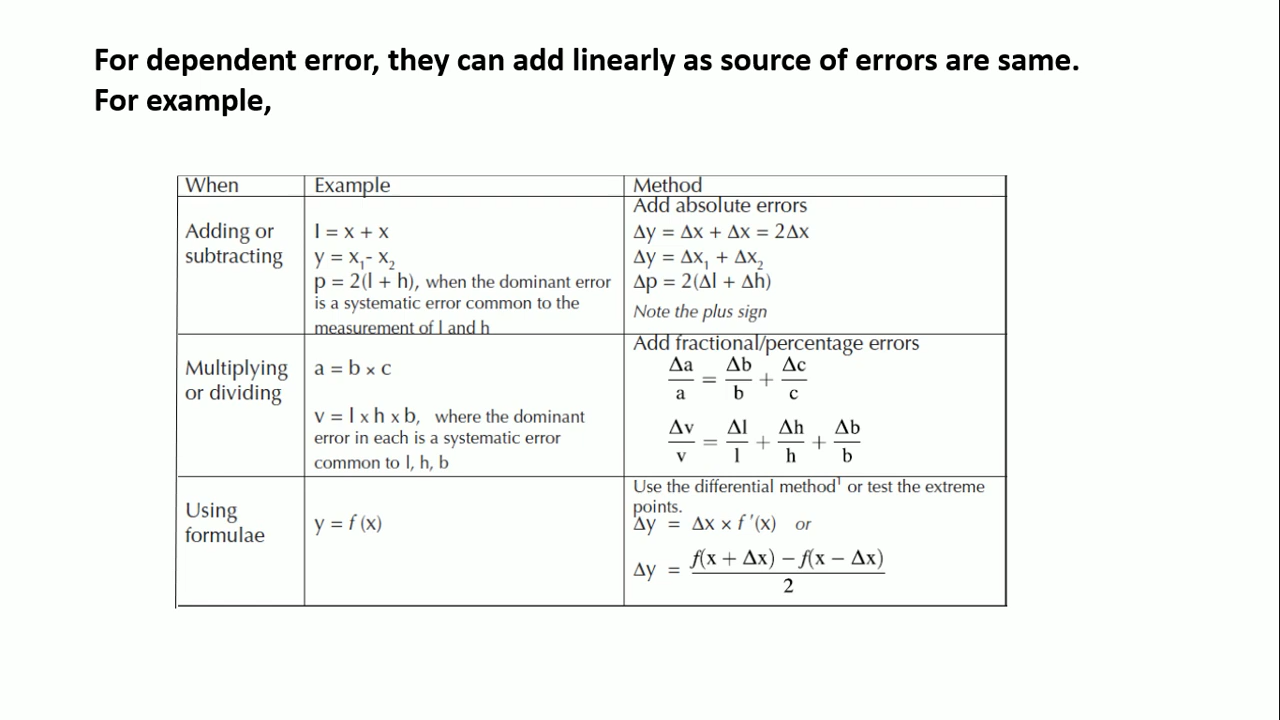 For dependent error, they can add linearly as source of errors are same.
For example,
When Example Method
Add absolute errors
Adding or l = x + x Δy = Δx + Δx = 2Δx
subtracting y = x₁- x₂ Δy = Δx₁ + Δx₂
p = 2(l + h), when the dominant error Δp = 2(Δl + Δh)
is a systematic error common to the
Note the plus sign
measurement of l and h
Add fractional/percentage errors
Multiplying a = b × c Δa/a = Δb/b + Δc/c
or dividing
v = l x h x b, where the dominant
error in each is a systematic error Δv/v = Δl/l + Δh/h + Δb/b
common to l, h, b
Use the differential method¹ or test the extreme
points.
Using
y = f (x) Δy = Δx × f ′(x) or
formulae
Δy = f(x + Δx) – f(x – Δx)/2